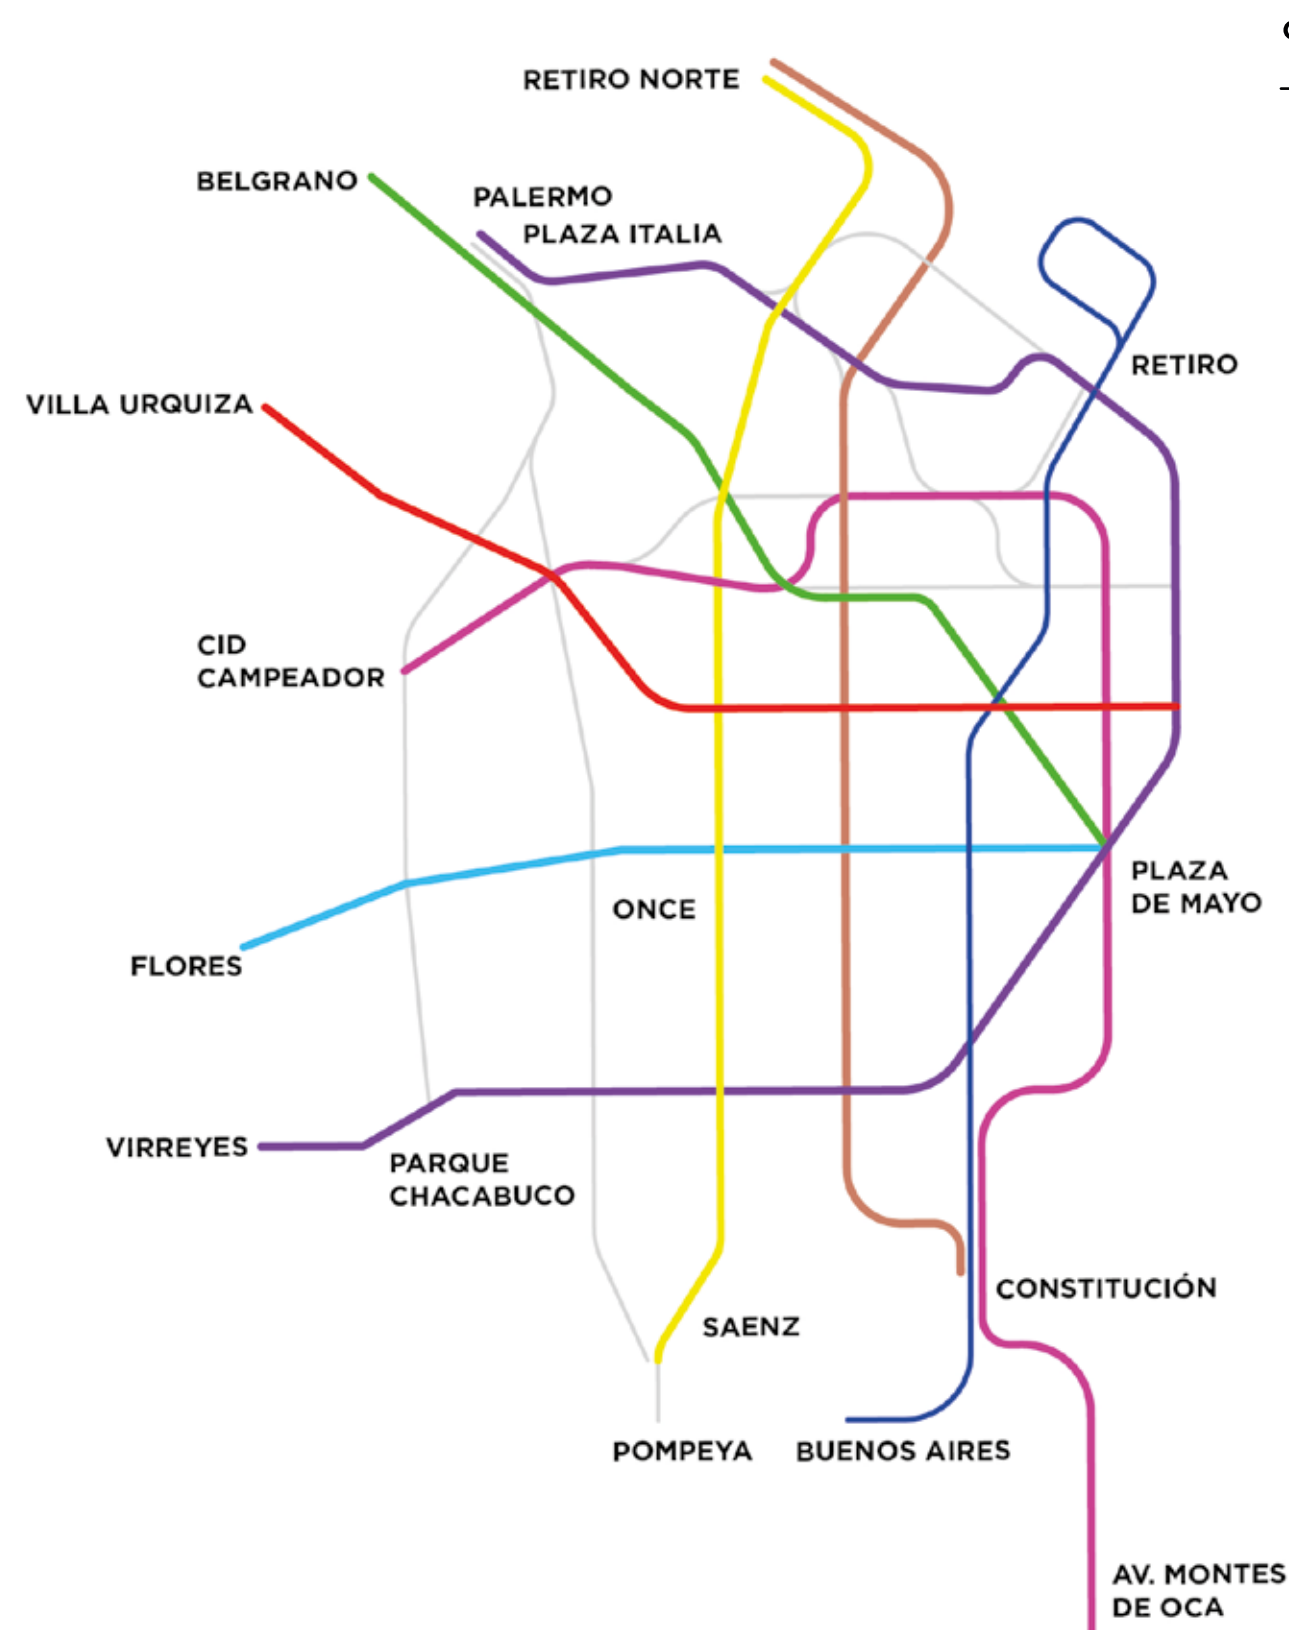 RETIRO NORTE
BELGRANO
PALERMO
PLAZA ITALIA
RETIRO
VILLA URQUIZA
CID
CAMPEADOR
PLAZA
DE MAYO
ONCE
FLORES
VIRREYES
PARQUE
CHACABUCO
CONSTITUCIÓN
SAENZ
POMPEYA
BUENOS AIRES
AV. MONTES
DE OCA